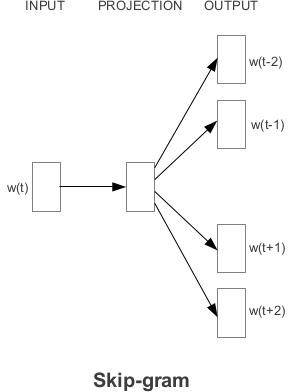 INPUT PROJECTION OUTPUT
w(t-2)
w(t-1)
w(t)
w(t+1)
w(t+2)
Skip-gram